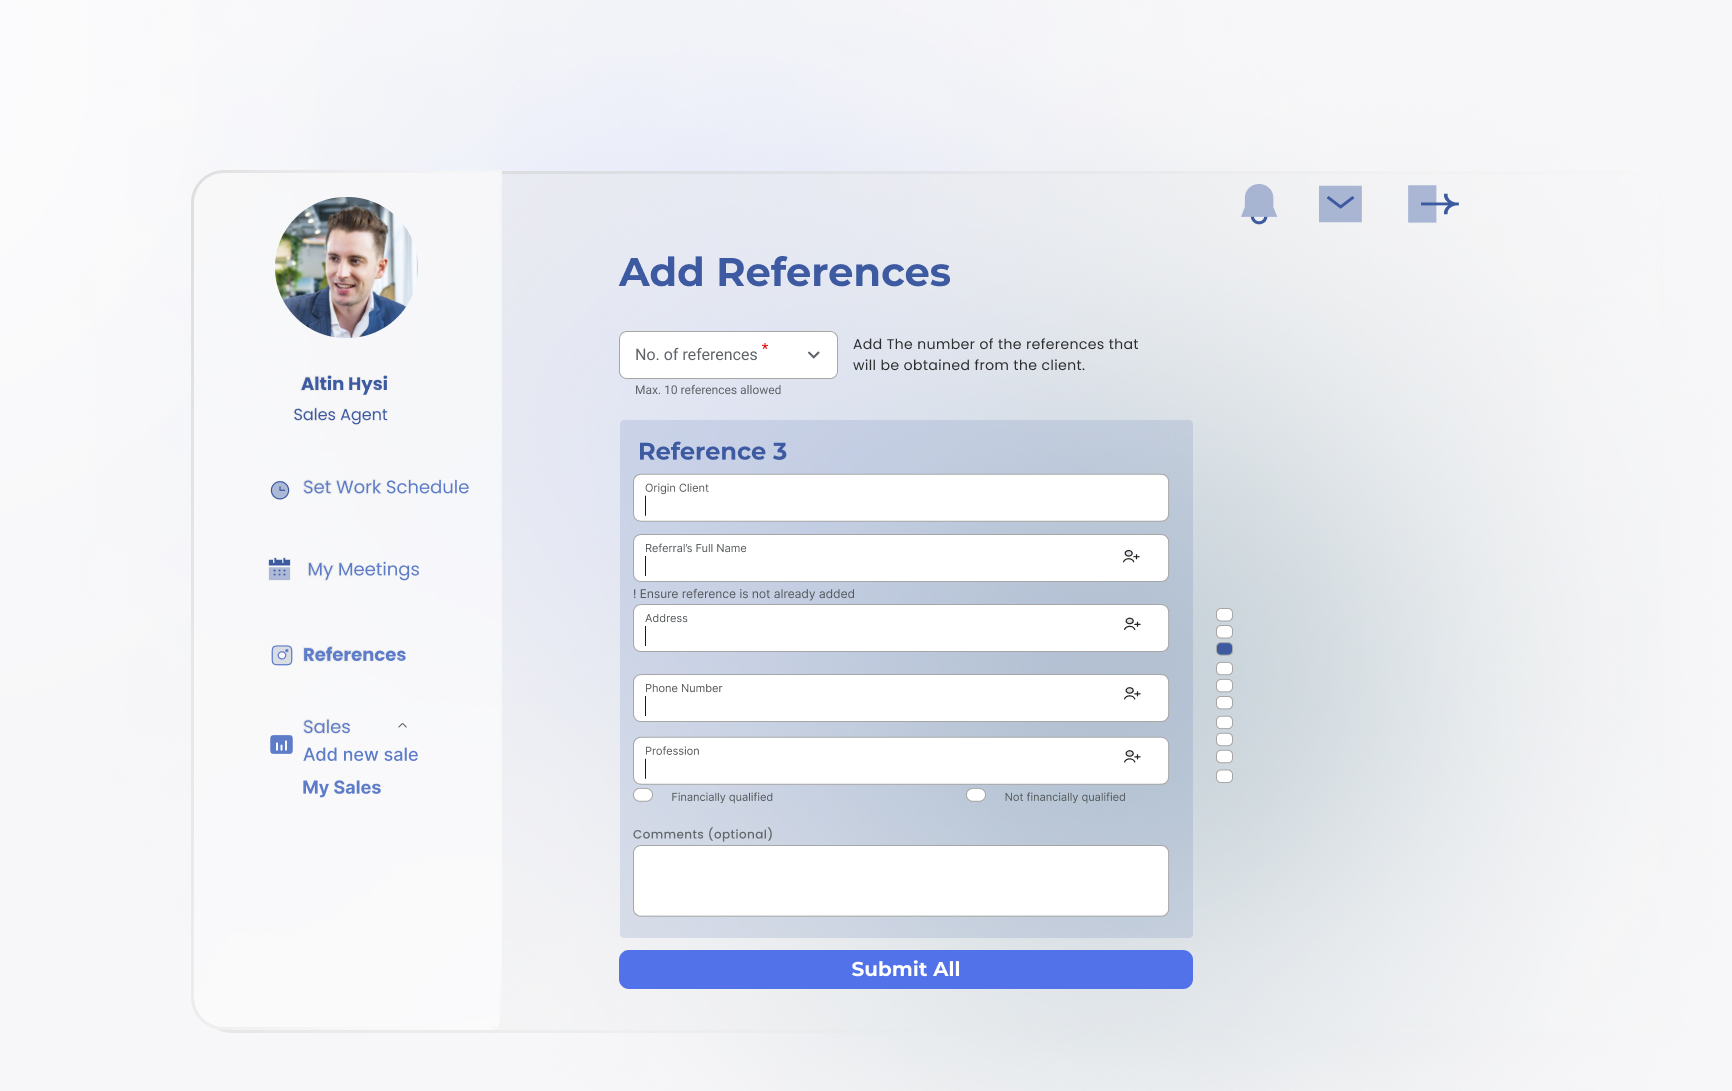 Altin Hysi
Sales Agent
Set Work Schedule
My Meetings
References
Sales
Add new sale
My Sales
Add References
No. of references *
Max. 10 references allowed
Add The number of the references that
will be obtained from the client.
Reference 3
Origin Client
Referral's Full Name
! Ensure reference is not already added
Address
Phone Number
Profession
Financially qualified
Not financially qualified
Comments (optional)
Submit All